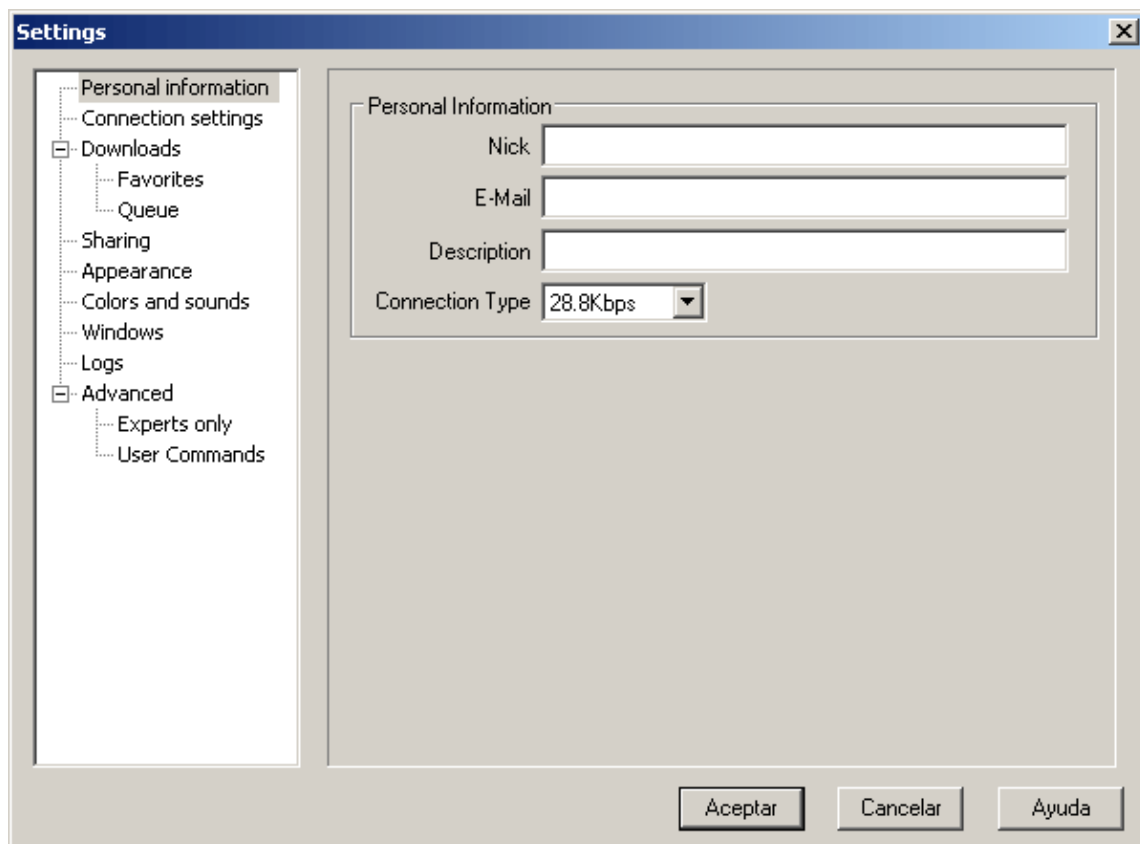 Settings
Personal information
Connection settings
Downloads
Favorites
Queue
Sharing
Appearance
Colors and sounds
Windows
Logs
Advanced
Experts only
User Commands
Personal Information
Nick
E-Mail
Description
Connection Type 28.8Kbps
Aceptar Cancelar Ayuda